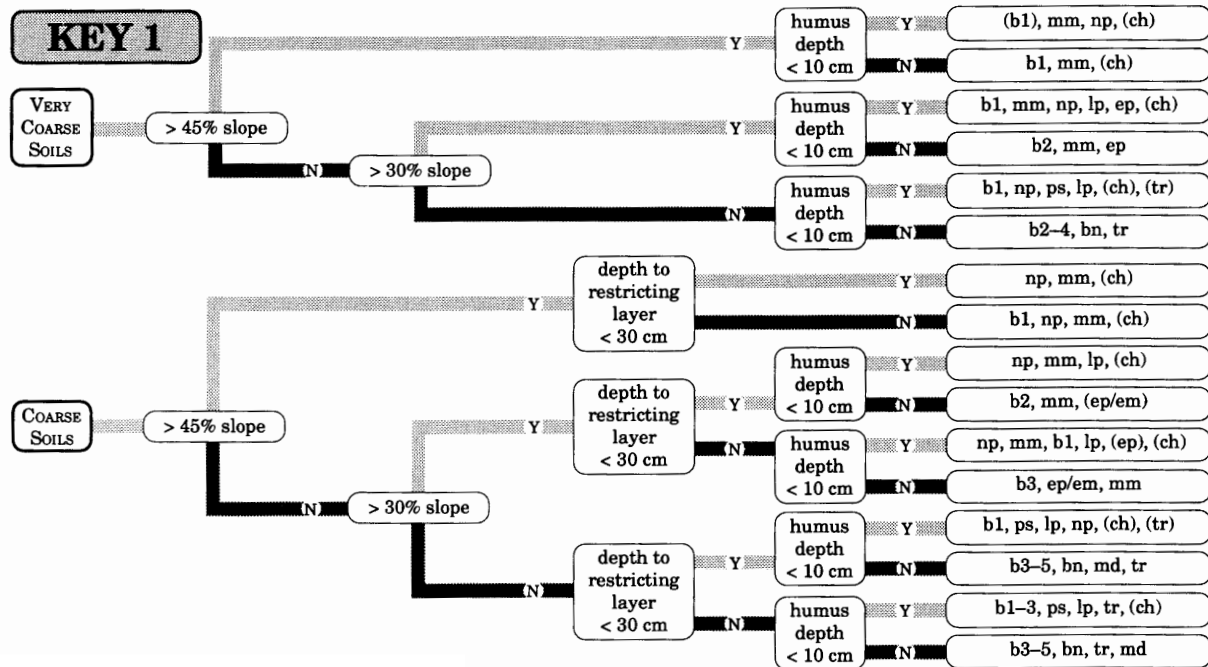 KEY 1
VERY
COARSE
SOILS
> 45% slope
Y
N
> 30% slope
Y
N
humus
depth
< 10 cm
Y
(b1), mm, np, (ch)
N
b1, mm, (ch)
humus
depth
< 10 cm
Y
b1, mm, np, lp, ep, (ch)
N
b2, mm, ep
humus
depth
< 10 cm
Y
b1, np, ps, lp, (ch), (tr)
N
b2–4, bn, tr
COARSE
SOILS
> 45% slope
Y
N
depth to
restricting
layer
< 30 cm
Y
np, mm, (ch)
N
b1, np, mm, (ch)
> 30% slope
Y
N
depth to
restricting
layer
< 30 cm
Y
N
humus
depth
< 10 cm
Y
np, mm, lp, (ch)
N
b2, mm, (ep/em)
humus
depth
< 10 cm
Y
np, mm, b1, lp, (ep), (ch)
N
b3, ep/em, mm
depth to
restricting
layer
< 30 cm
Y
N
humus
depth
< 10 cm
Y
b1, ps, lp, np, (ch), (tr)
N
b3–5, bn, md, tr
humus
depth
< 10 cm
Y
b1–3, ps, lp, tr, (ch)
N
b3–5, bn, tr, md